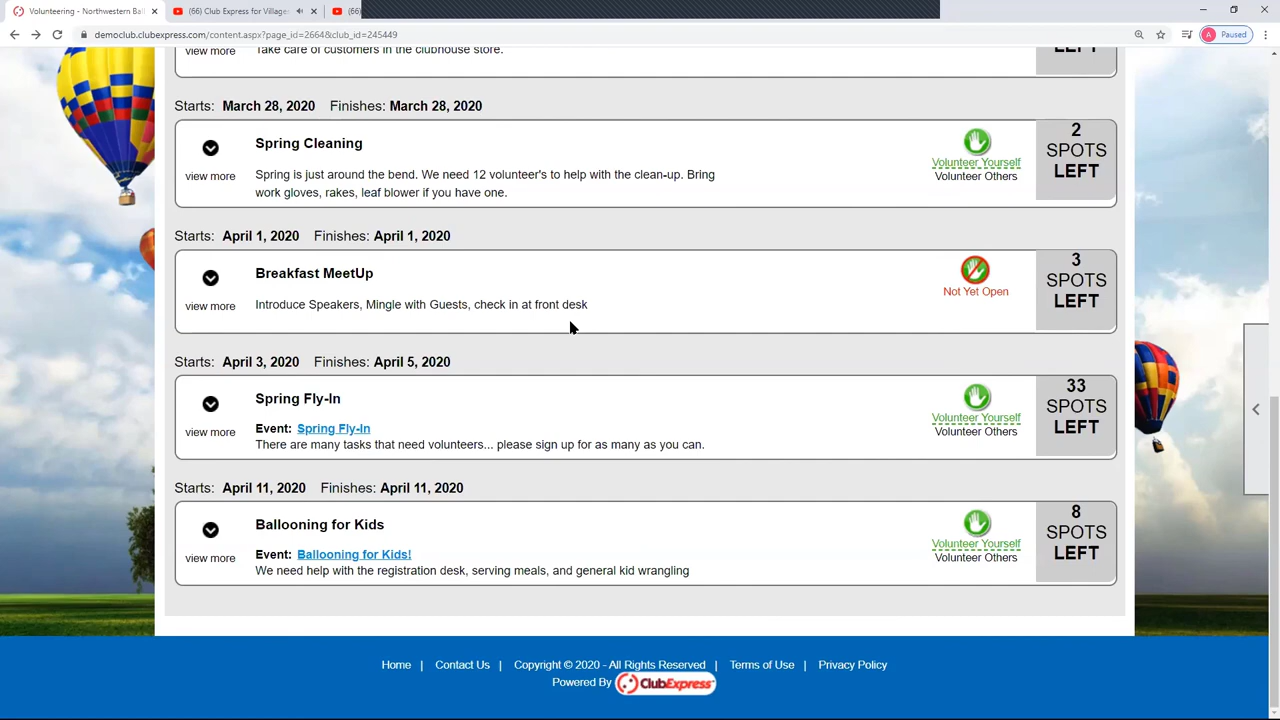 Volunteering - Northwestern Ball
(66) Club Express for Village
(66)
democlub.clubexpress.com/content.aspx?page_id=2664&club_id=245449
A Paused
view more
Take care of customers in the clubhouse store.
LEFT
Starts: March 28, 2020 Finishes: March 28, 2020
Spring Cleaning
view more
Spring is just around the bend. We need 12 volunteer's to help with the clean-up. Bring
work gloves, rakes, leaf blower if you have one.
Volunteer Yourself
Volunteer Others
2
SPOTS
LEFT
Starts: April 1, 2020 Finishes: April 1, 2020
Breakfast MeetUp
view more
Introduce Speakers, Mingle with Guests, check in at front desk
Not Yet Open
3
SPOTS
LEFT
Starts: April 3, 2020 Finishes: April 5, 2020
Spring Fly-In
view more
Event: Spring Fly-In
There are many tasks that need volunteers... please sign up for as many as you can.
Volunteer Yourself
Volunteer Others
33
SPOTS
LEFT
Starts: April 11, 2020 Finishes: April 11, 2020
Ballooning for Kids
view more
Event: Ballooning for Kids!
We need help with the registration desk, serving meals, and general kid wrangling
Volunteer Yourself
Volunteer Others
8
SPOTS
LEFT
Home | Contact Us | Copyright © 2020 - All Rights Reserved | Terms of Use | Privacy Policy
Powered By ClubExpress